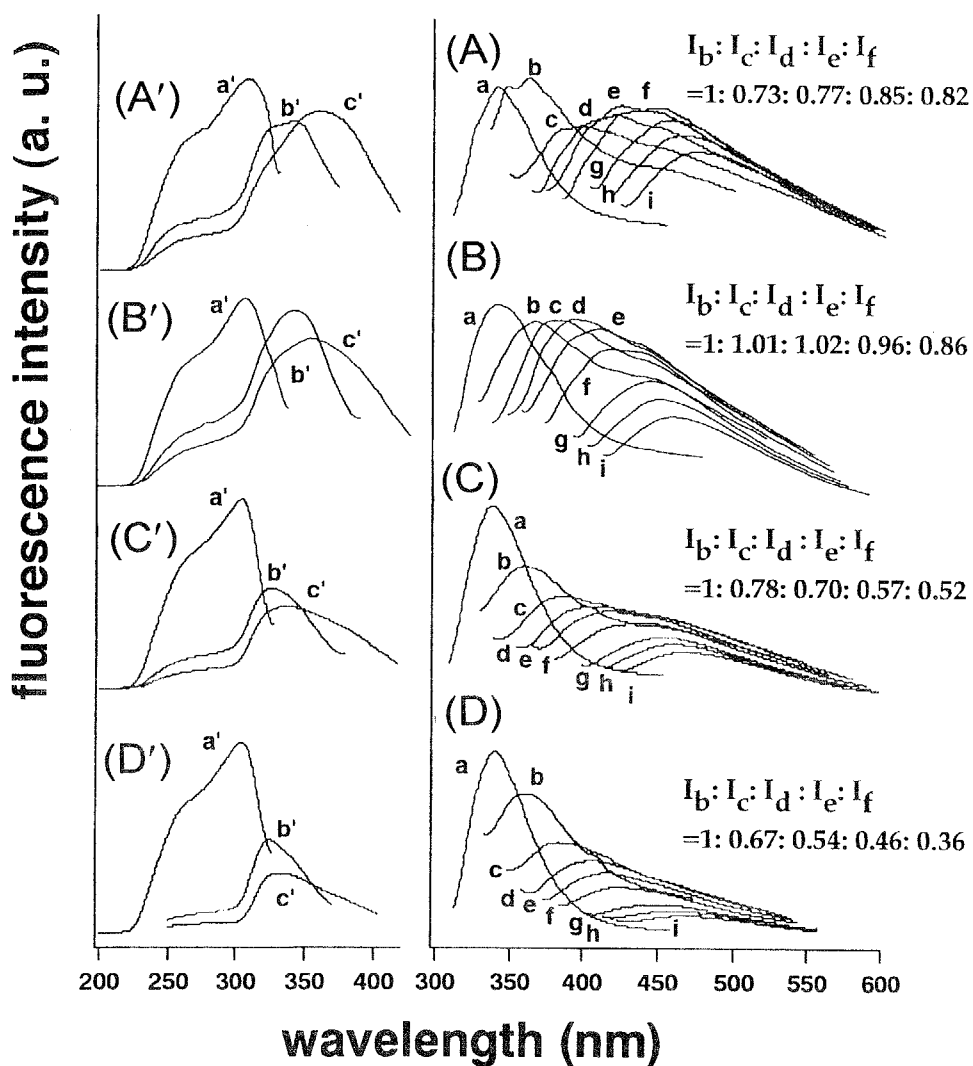 fluorescence intensity (a. u.)
(A')
a'
b'
c'
(A)
a
b
c
d
e
f
g
h
i
I_b: I_c: I_d : I_e: I_f
=1: 0.73: 0.77: 0.85: 0.82
(B')
a'
b'
c'
(B)
a
b
c
d
e
f
g
h
i
I_b: I_c: I_d : I_e: I_f
=1: 1.01: 1.02: 0.96: 0.86
(C')
a'
b'
c'
(C)
a
b
c
d
e
f
g
h
i
I_b: I_c: I_d : I_e: I_f
=1: 0.78: 0.70: 0.57: 0.52
(D')
a'
b'
c'
(D)
a
b
c
d
e
f
g
h
i
I_b: I_c: I_d : I_e: I_f
=1: 0.67: 0.54: 0.46: 0.36
200 250 300 350 400 300 350 400 450 500 550 600
wavelength (nm)